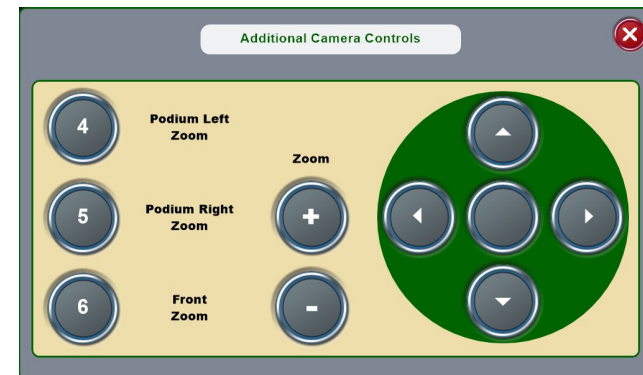 Additional Camera Controls
4
Podium Left
Zoom
5
Podium Right
Zoom
6
Front
Zoom
Zoom
+
-